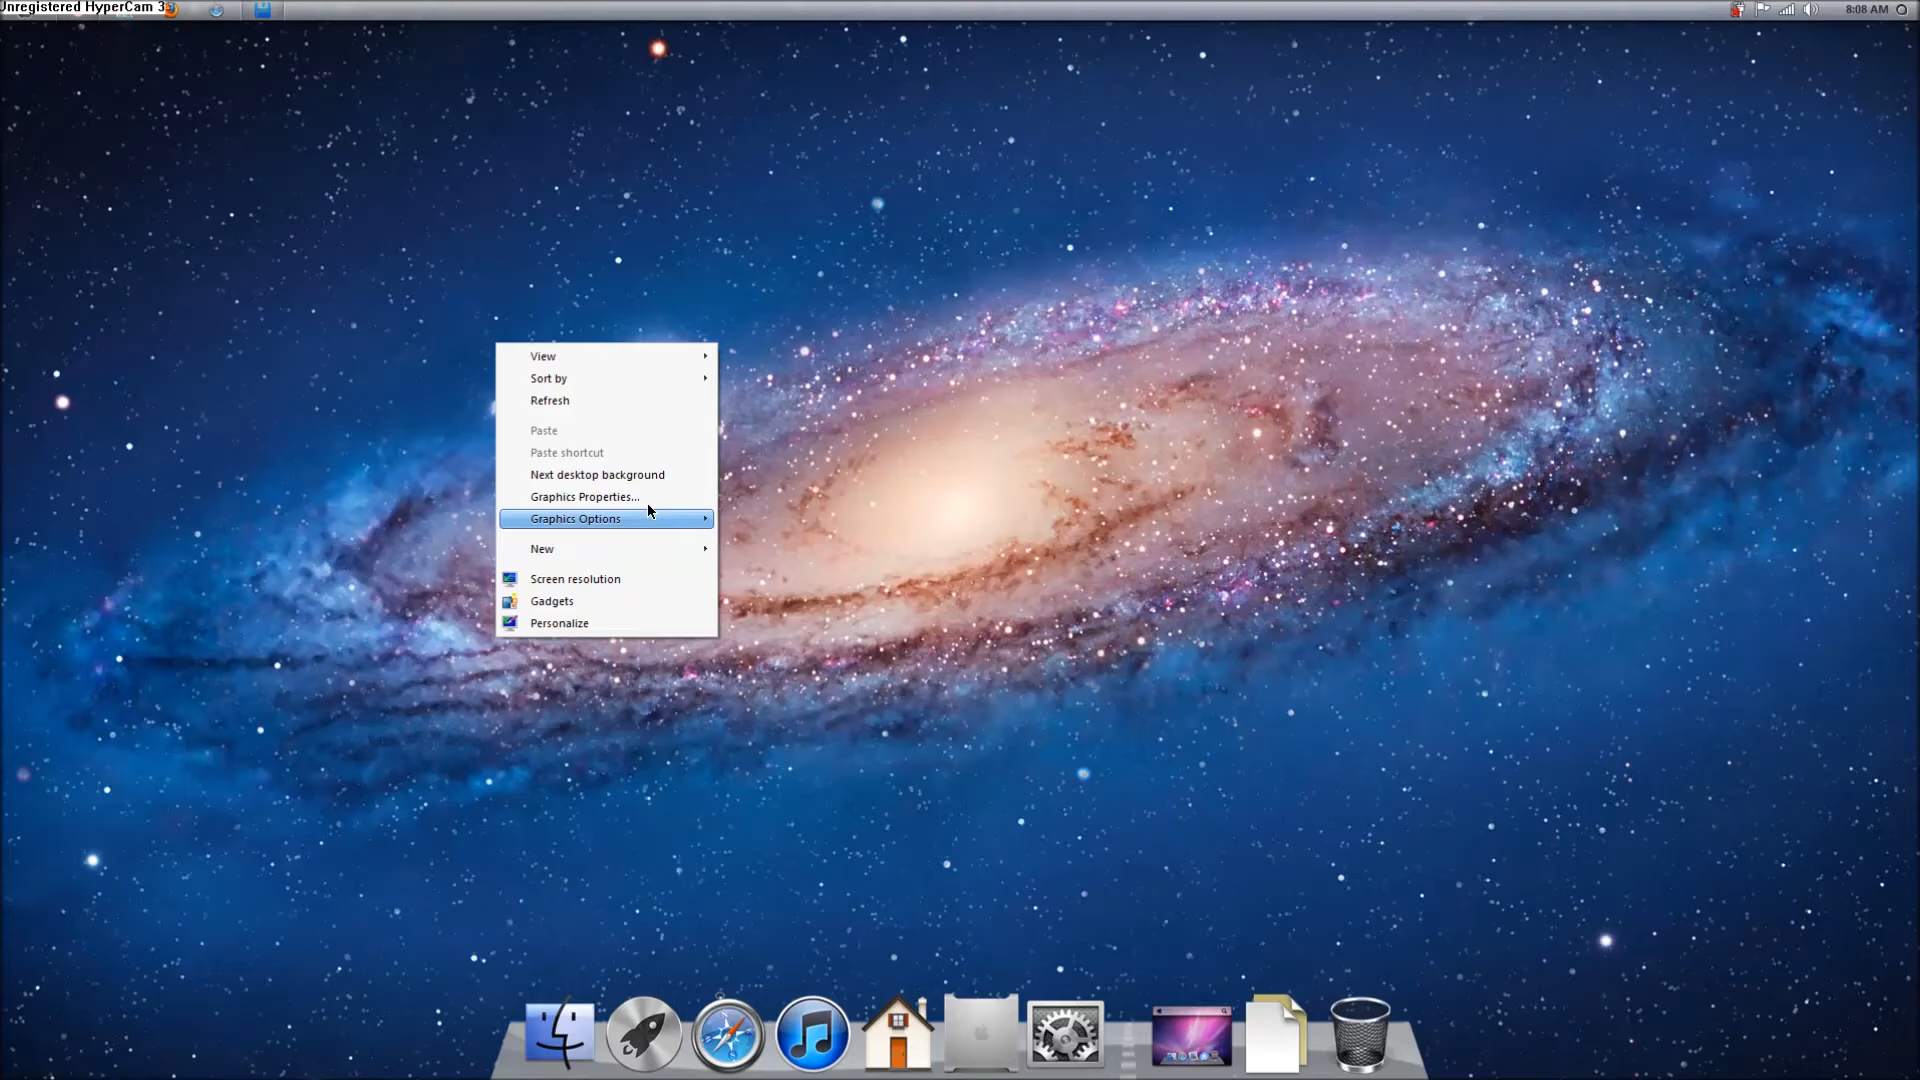 Unregistered HyperCam 3
8:08 AM
View
Sort by
Refresh
Paste
Paste shortcut
Next desktop background
Graphics Properties...
Graphics Options
New
Screen resolution
Gadgets
Personalize